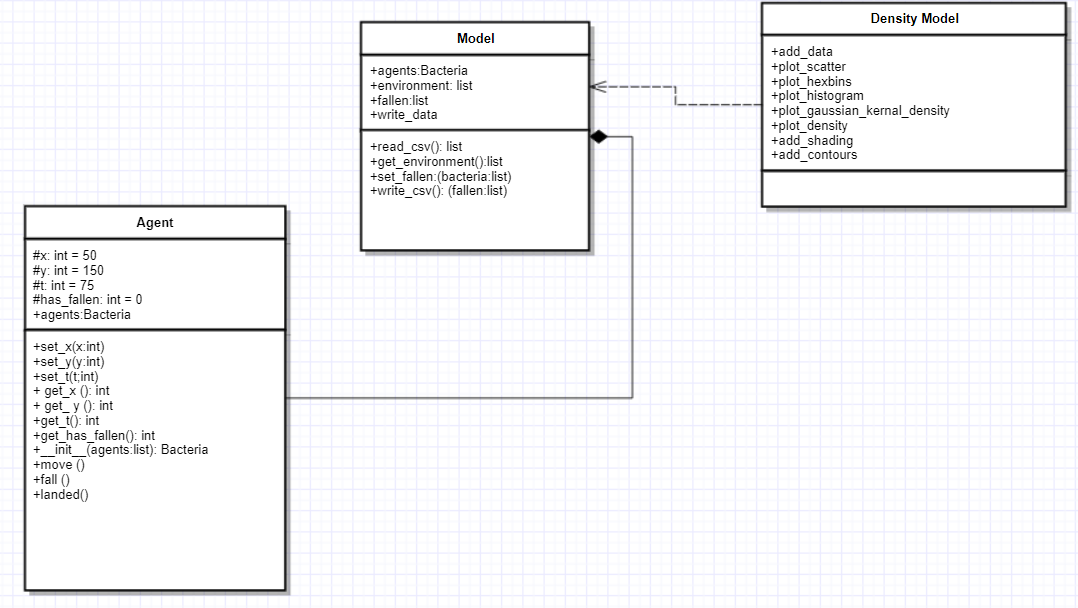 Model
+agents:Bacteria
+environment: list
+fallen:list
+write_data
+read_csv(): list
+get_environment():list
+set_fallen:(bacteria:list)
+write_csv(): (fallen:list)
Density Model
+add_data
+plot_scatter
+plot_hexbins
+plot_histogram
+plot_gaussian_kernal_density
+plot_density
+add_shading
+add_contours
Agent
#x: int = 50
#y: int = 150
#t: int = 75
#has_fallen: int = 0
+agents:Bacteria
+set_x(x:int)
+set_y(y:int)
+set_t(t;int)
+ get_x (): int
+ get_ y (): int
+get_t(): int
+get_has_fallen(): int
+__init__(agents:list): Bacteria
+move ()
+fall ()
+landed()